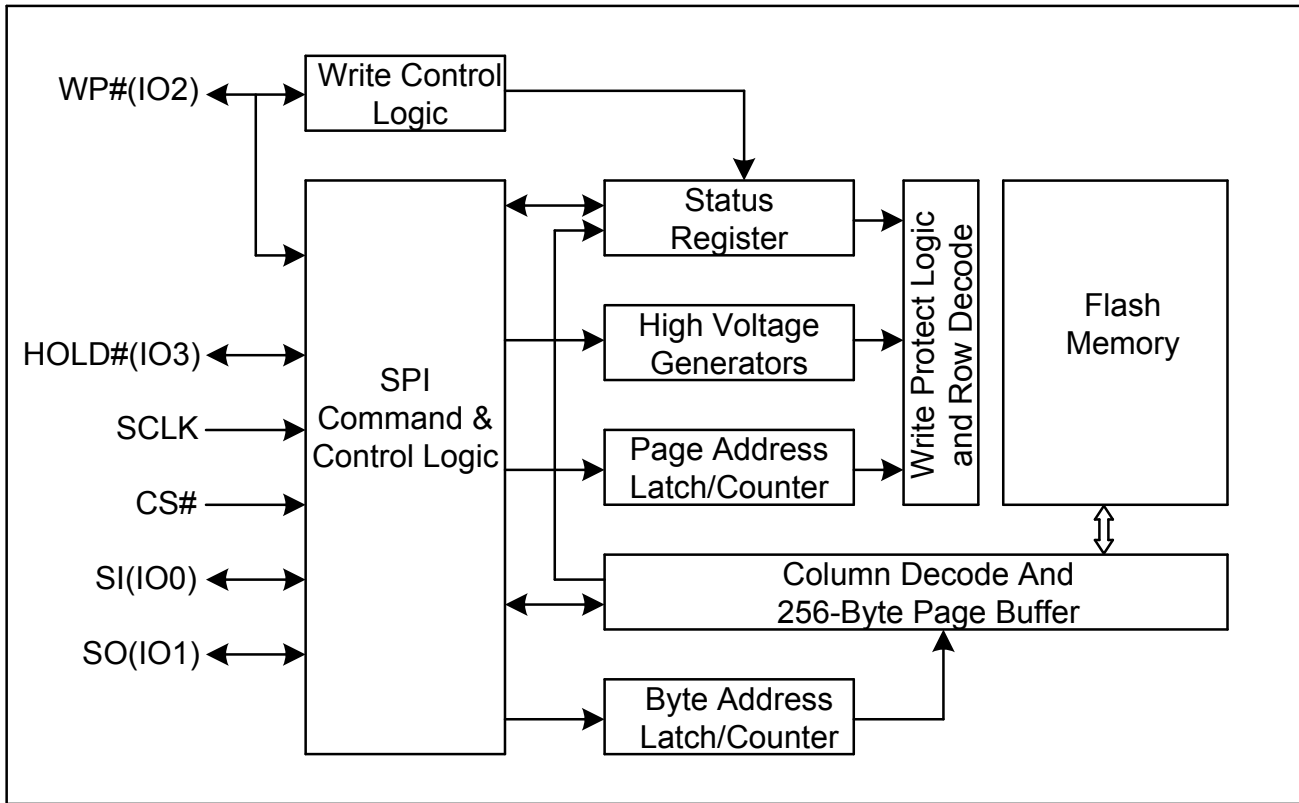 WP#(IO2)
Write Control
Logic
HOLD#(IO3)
SCLK
CS#
SI(IO0)
SO(IO1)
SPI
Command &
Control Logic
Status
Register
High Voltage
Generators
Page Address
Latch/Counter
Write Protect Logic
and Row Decode
Flash
Memory
Column Decode And
256-Byte Page Buffer
Byte Address
Latch/Counter